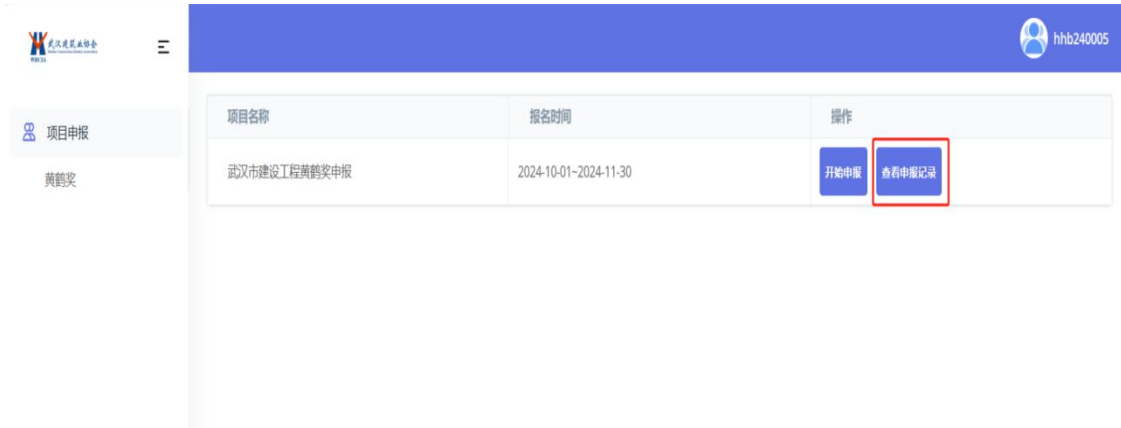 武汉建筑业协会
WHCIA
hhb240005
项目申报
黄鹤奖
项目名称 报名时间 操作
武汉市建设工程黄鹤奖申报 2024-10-01~2024-11-30 开始申报 查看申报记录